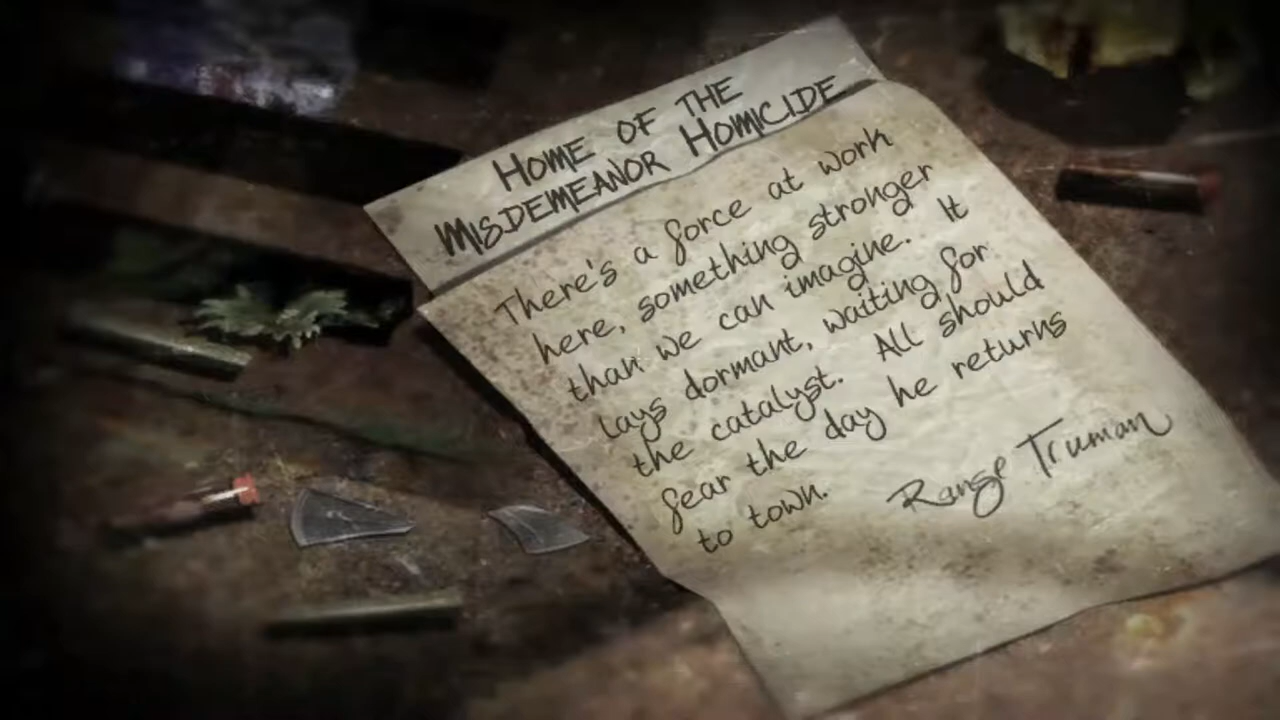 HOME OF THE
MISDEMEANOR HOMICIDE
There's a force at work
here, something stronger
than we can imagine. It
lays dormant, waiting for
the catalyst. All should
fear the day he returns
to town.
Range Truman